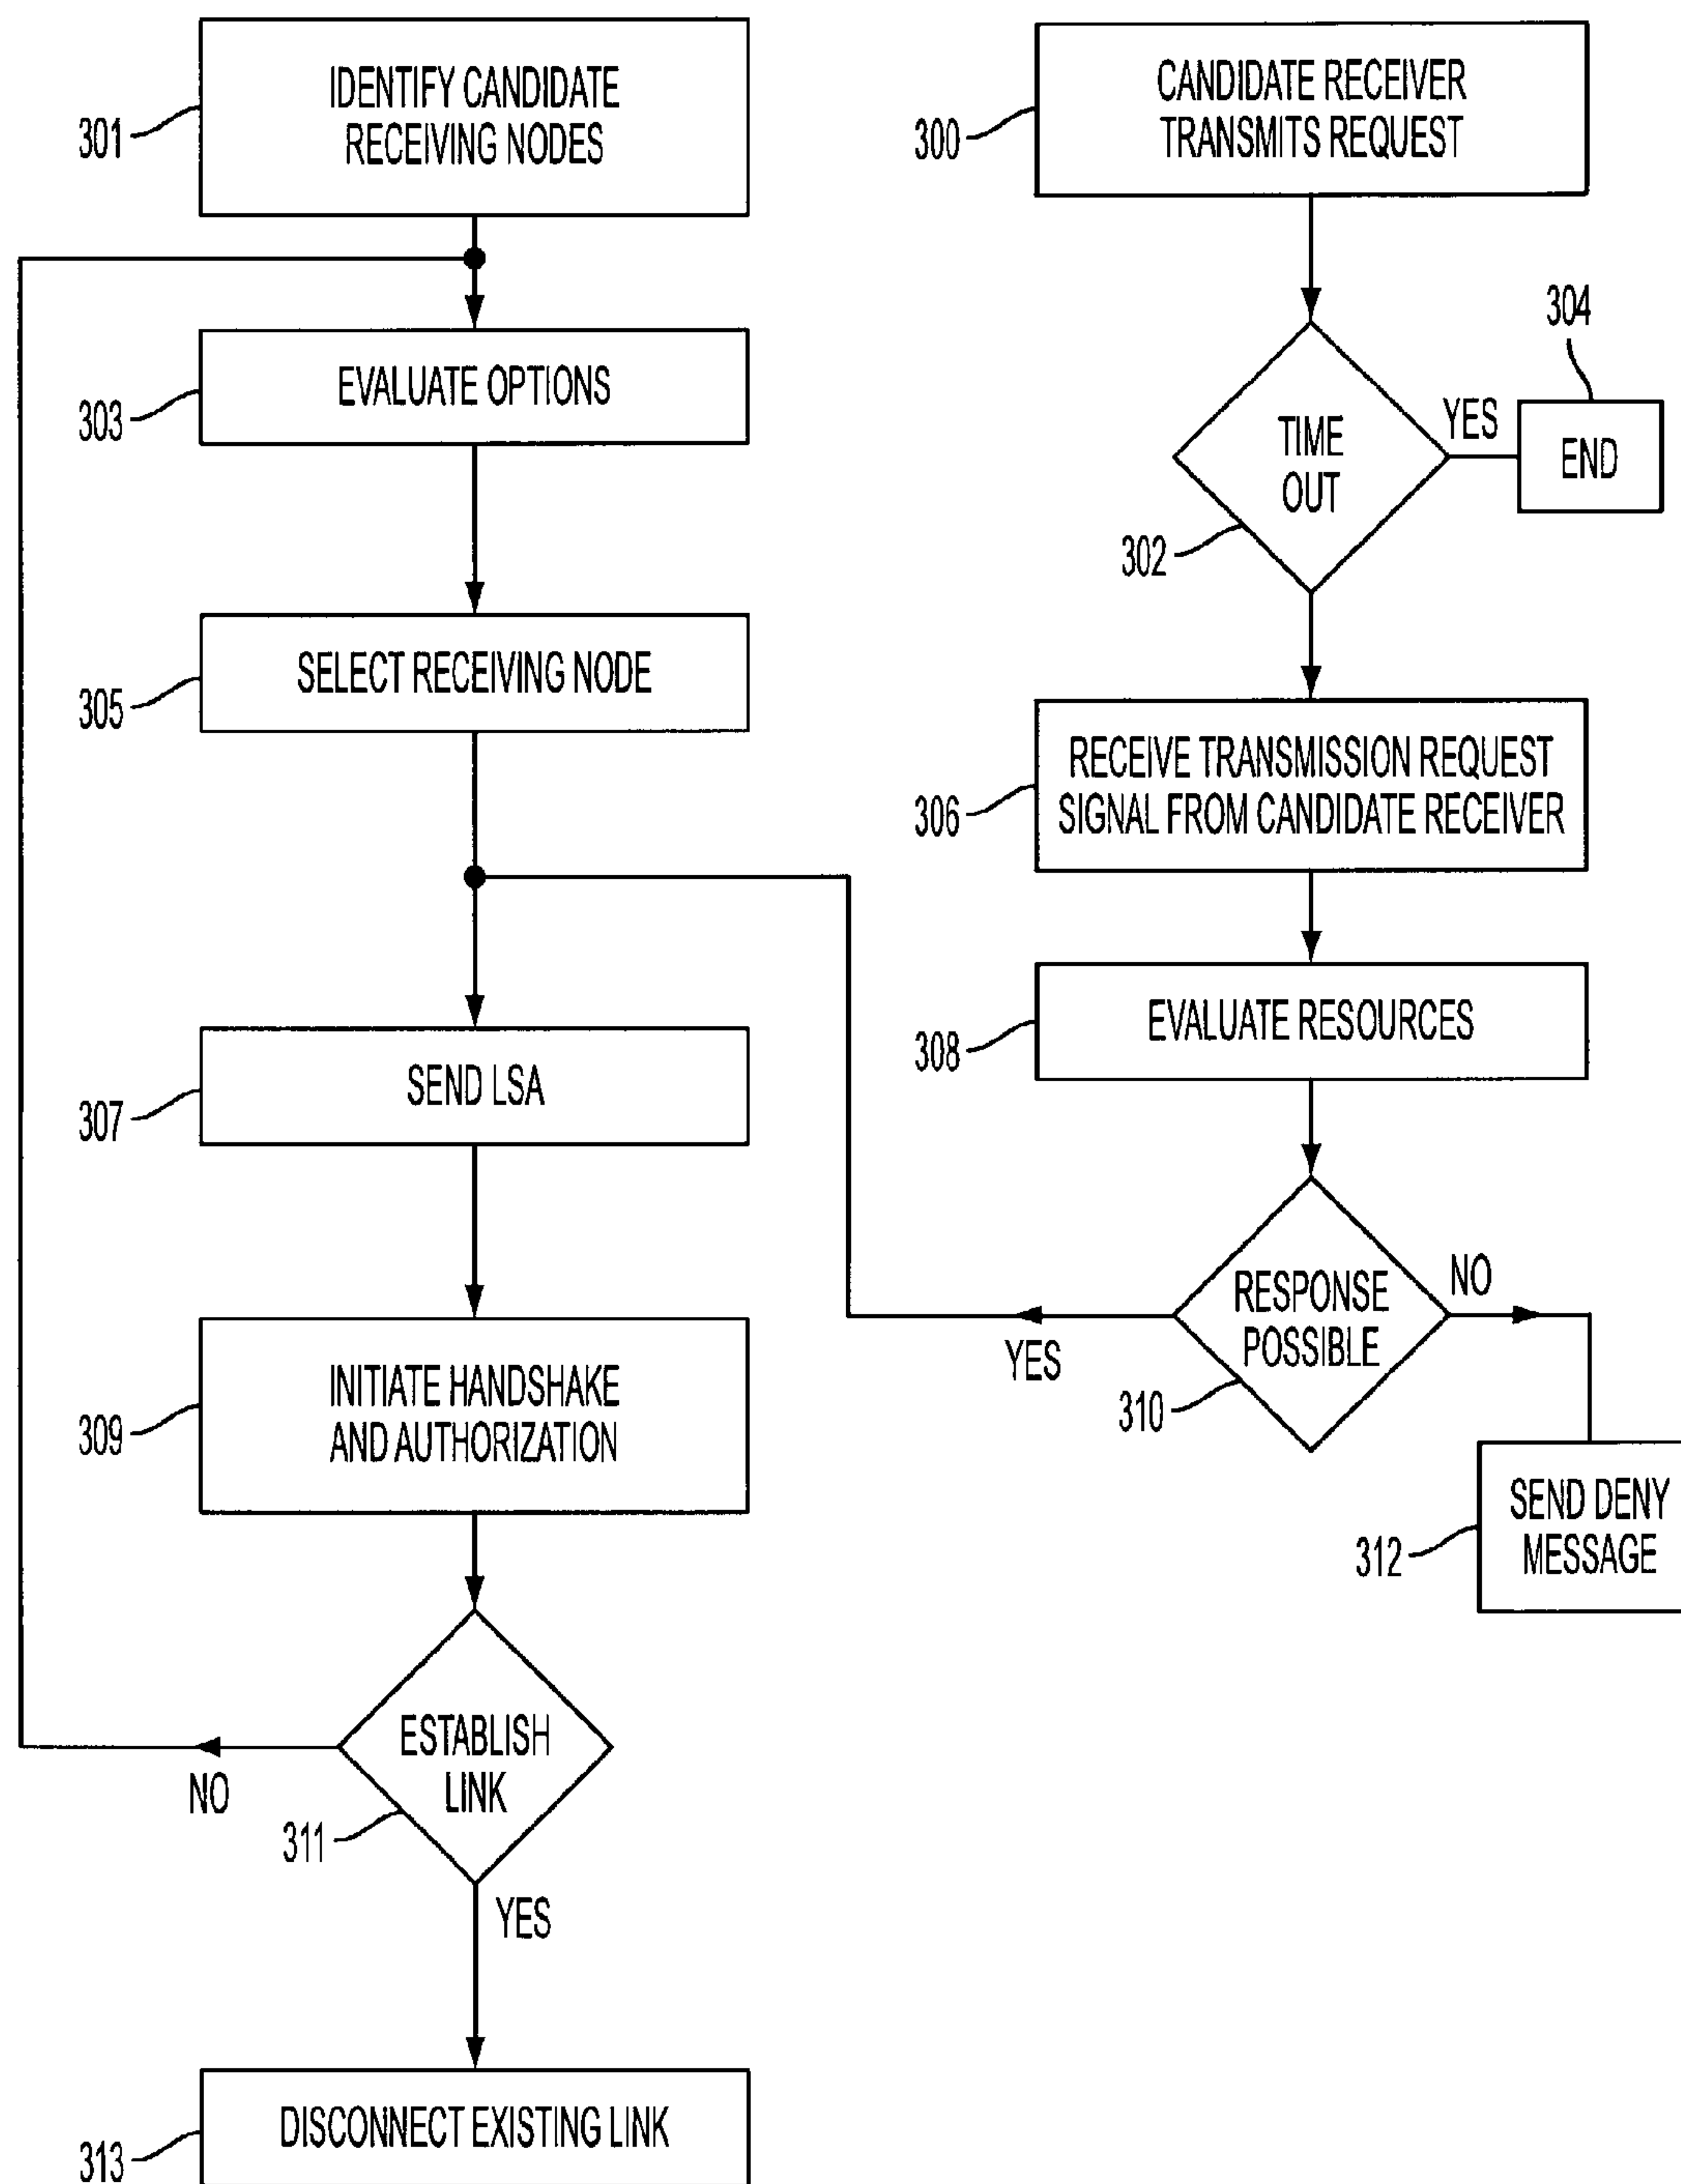 IDENTIFY CANDIDATE
RECEIVING NODES
301
EVALUATE OPTIONS
303
SELECT RECEIVING NODE
305
SEND LSA
307
INITIATE HANDSHAKE
AND AUTHORIZATION
309
ESTABLISH
LINK
311
NO
YES
DISCONNECT EXISTING LINK
313
CANDIDATE RECEIVER
TRANSMITS REQUEST
300
TIME
OUT
302
YES
304
END
RECEIVE TRANSMISSION REQUEST
SIGNAL FROM CANDIDATE RECEIVER
306
EVALUATE RESOURCES
308
RESPONSE
POSSIBLE
310
YES
NO
SEND DENY
MESSAGE
312